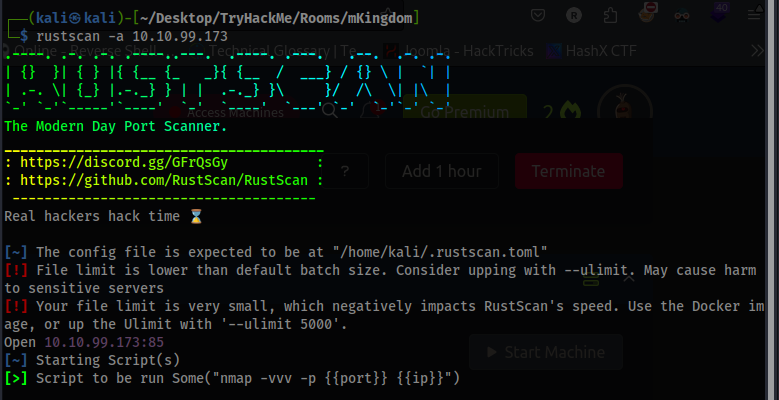 (kali㉿kali)-[~/Desktop/TryHackMe/Rooms/mKingdom]
$ rustscan -a 10.10.99.173
Online - Reverse Shell... Technical Glossary | To... Joomla - HackTricks HashX CTF
.----. .-. .-. .----..---. .----. .---. .--. .-. .-.
| {} }| { } |{ {__ {_ _}{ {__ / ___} / {} \ | `| |
| .-. \| {_} |.-._} } | | .-._} }\ }/ /\ \| |\ |
`-' `-'`-----'`----' `-' `----' `---' `-' `-'`-' `-'
Access Machines Go Premium 2
The Modern Day Port Scanner.
________________________________________
: https://discord.gg/GFrQsGy :
: https://github.com/RustScan/RustScan :
--------------------------------------
? Add 1 hour Terminate
Real hackers hack time ⌛
[~] The config file is expected to be at "/home/kali/.rustscan.toml"
[!] File limit is lower than default batch size. Consider upping with --ulimit. May cause harm
to sensitive servers
[!] Your file limit is very small, which negatively impacts RustScan's speed. Use the Docker im
age, or up the Ulimit with '--ulimit 5000'.
Open 10.10.99.173:85
[~] Starting Script(s)
Start Machine
[>] Script to be run Some("nmap -vvv -p {{port}} {{ip}}")